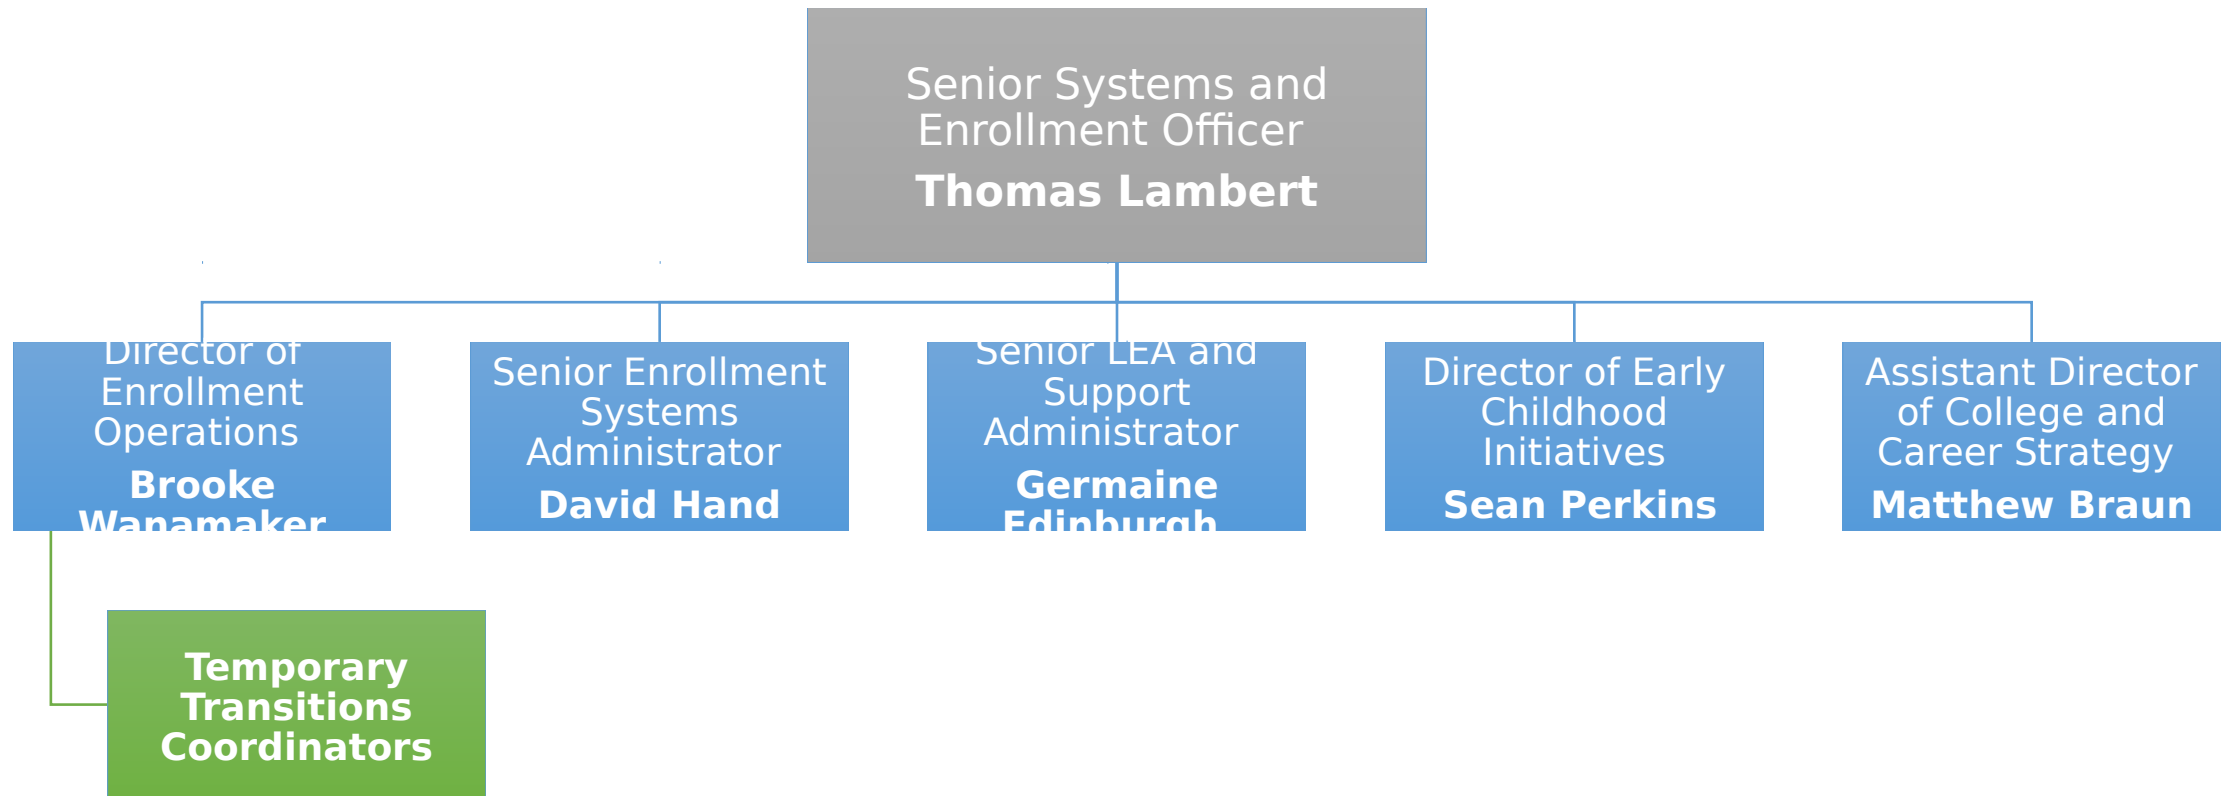 Senior Systems and
Enrollment Officer
Thomas Lambert
Director of
Enrollment
Operations
Brooke
Wanamaker
Senior Enrollment
Systems
Administrator
David Hand
Senior LEA and
Support
Administrator
Germaine
Edinburgh
Director of Early
Childhood
Initiatives
Sean Perkins
Assistant Director
of College and
Career Strategy
Matthew Braun
Temporary
Transitions
Coordinators